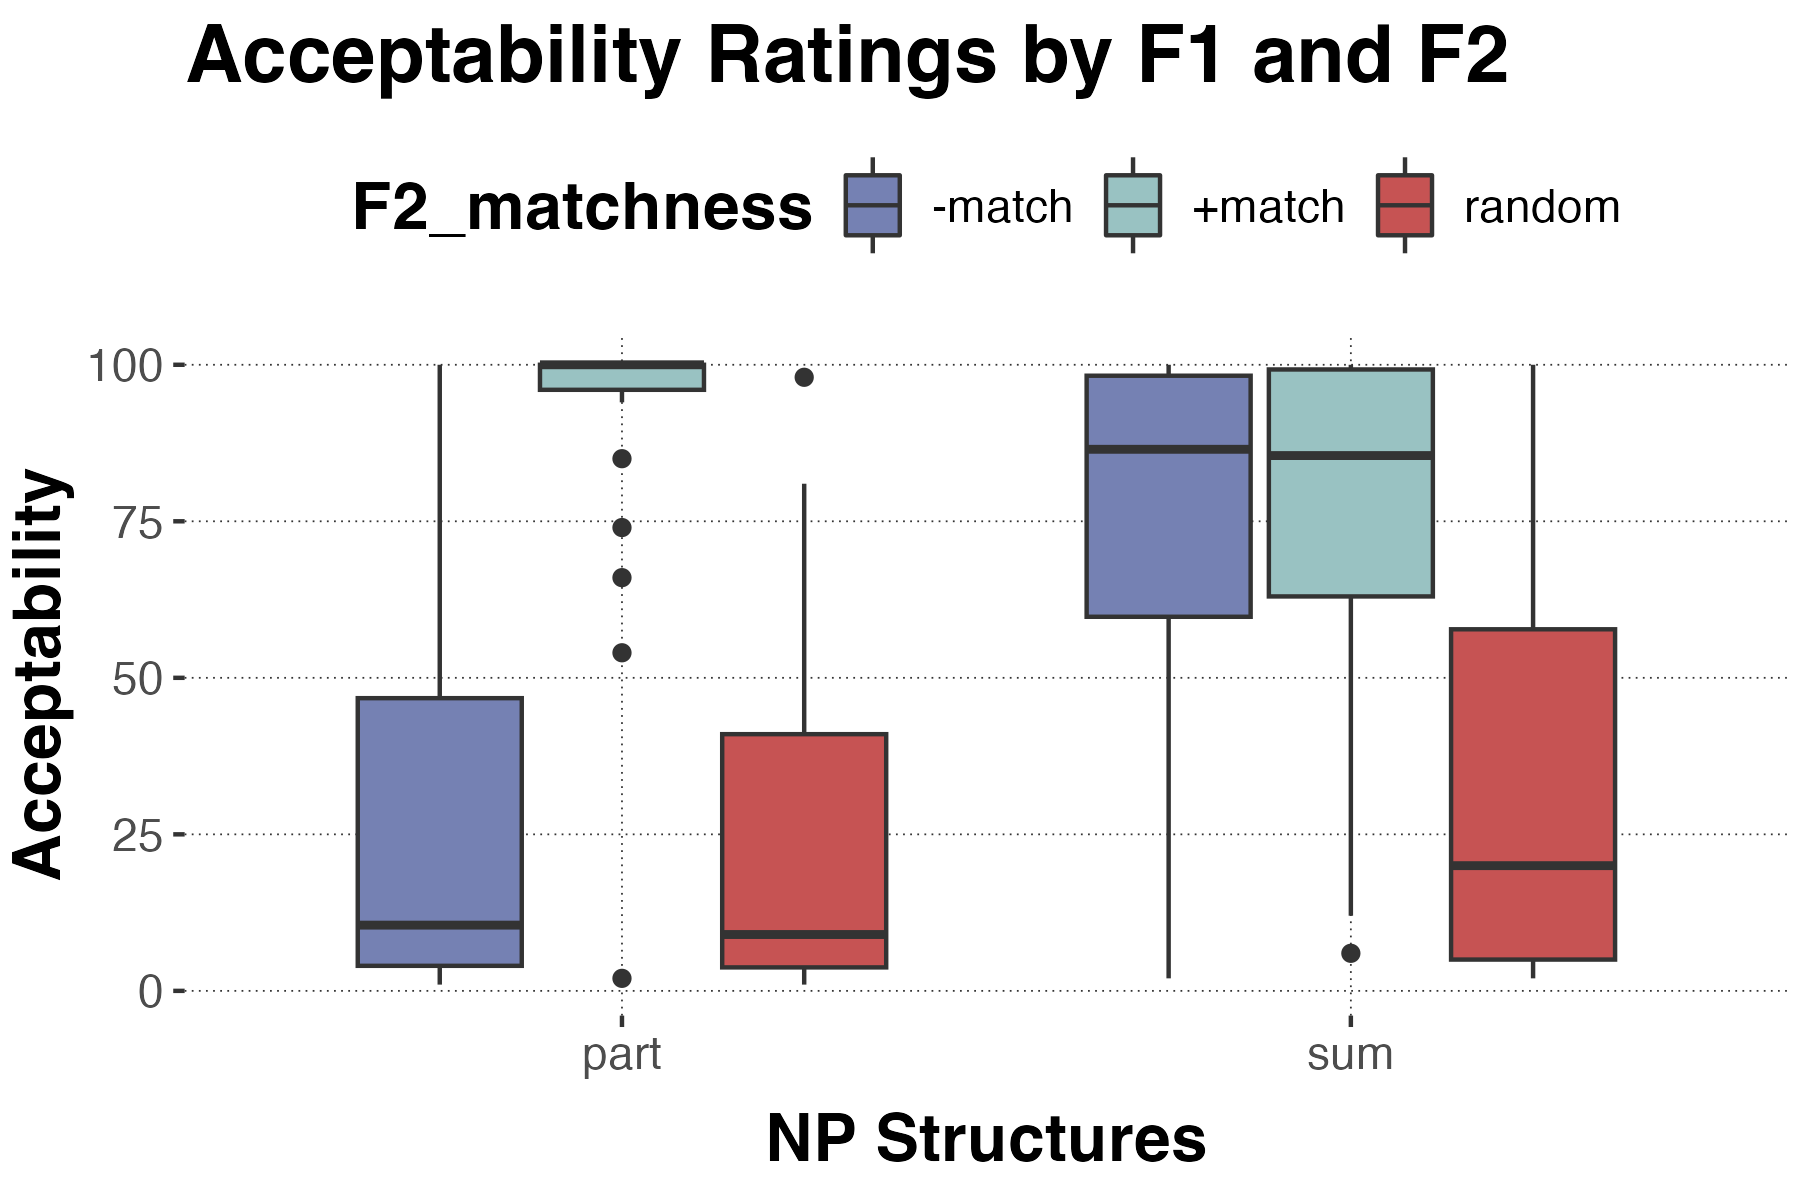 Acceptability Ratings by F1 and F2
F2_matchness -match +match random
Acceptability
100
75
50
25
0
part sum
NP Structures